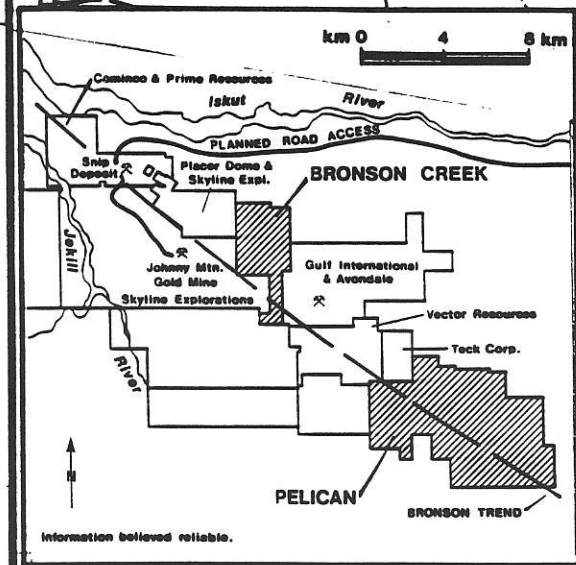 km 0 4 8 km
Cominco & Prime Resources
Iskut River
PLANNED ROAD ACCESS
Snip
Deposit
Placer Dome &
Skyline Expl.
BRONSON CREEK
Jekill River
Johnny Mtn.
Gold Mine
Skyline Explorations
Gulf International
& Avondale
Vector Resources
Teck Corp.
N
PELICAN
BRONSON TREND
Information believed reliable.